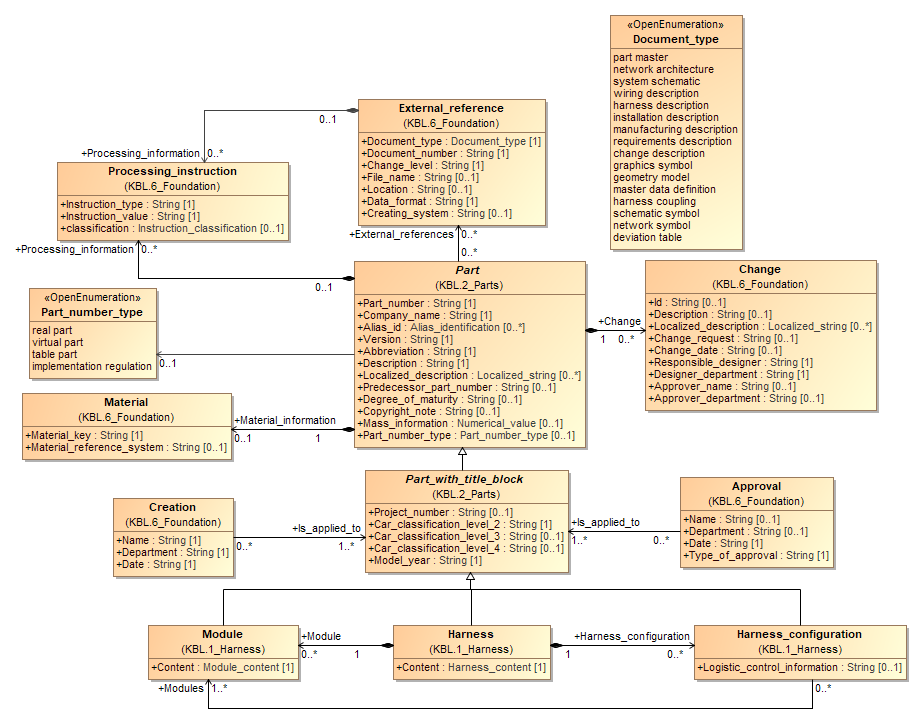 «OpenEnumeration»
Document_type
part master
network architecture
system schematic
wiring description
harness description
installation description
manufacturing description
requirements description
change description
graphics symbol
geometry model
master data definition
harness coupling
schematic symbol
network symbol
deviation table
External_reference
(KBL.6_Foundation)
+Document_type : Document_type [1]
+Document_number : String [1]
+Change_level : String [1]
+File_name : String [0..1]
+Location : String [0..1]
+Data_format : String [1]
+Creating_system : String [0..1]
0..1
+Processing_information 0..*
Processing_instruction
(KBL.6_Foundation)
+Instruction_type : String [1]
+Instruction_value : String [1]
+classification : Instruction_classification [0..1]
+Processing_information 0..*
0..1
+External_references 0..*
0..*
Part
(KBL.2_Parts)
+Part_number : String [1]
+Company_name : String [1]
+Alias_id : Alias_identification [0..*]
+Version : String [1]
+Abbreviation : String [1]
+Description : String [1]
+Localized_description : Localized_string [0..*]
+Predecessor_part_number : String [0..1]
+Degree_of_maturity : String [0..1]
+Copyright_note : String [0..1]
+Mass_information : Numerical_value [0..1]
+Part_number_type : Part_number_type [0..1]
+Change
1 0..*
Change
(KBL.6_Foundation)
+Id : String [0..1]
+Description : String [0..1]
+Localized_description : Localized_string [0..*]
+Change_request : String [0..1]
+Change_date : String [0..1]
+Responsible_designer : String [1]
+Designer_department : String [1]
+Approver_name : String [0..1]
+Approver_department : String [0..1]
«OpenEnumeration»
Part_number_type
real part
virtual part
table part
implementation regulation
0..1
Material
(KBL.6_Foundation)
+Material_key : String [1]
+Material_reference_system : String [0..1]
+Material_information
0..1 1
Part_with_title_block
(KBL.2_Parts)
+Project_number : String [0..1]
+Car_classification_level_2 : String [1]
+Car_classification_level_3 : String [0..1]
+Car_classification_level_4 : String [0..1]
+Model_year : String [1]
Creation
(KBL.6_Foundation)
+Name : String [1]
+Department : String [1]
+Date : String [1]
+Is_applied_to
0..* 1..*
Approval
(KBL.6_Foundation)
+Name : String [0..1]
+Department : String [0..1]
+Date : String [1]
+Type_of_approval : String [1]
+Is_applied_to
1..* 0..*
Module
(KBL.1_Harness)
+Content : Module_content [1]
+Module
0..* 1
Harness
(KBL.1_Harness)
+Content : Harness_content [1]
+Harness_configuration
1 0..*
Harness_configuration
(KBL.1_Harness)
+Logistic_control_information : String [0..1]
+Modules 1..*
0..*